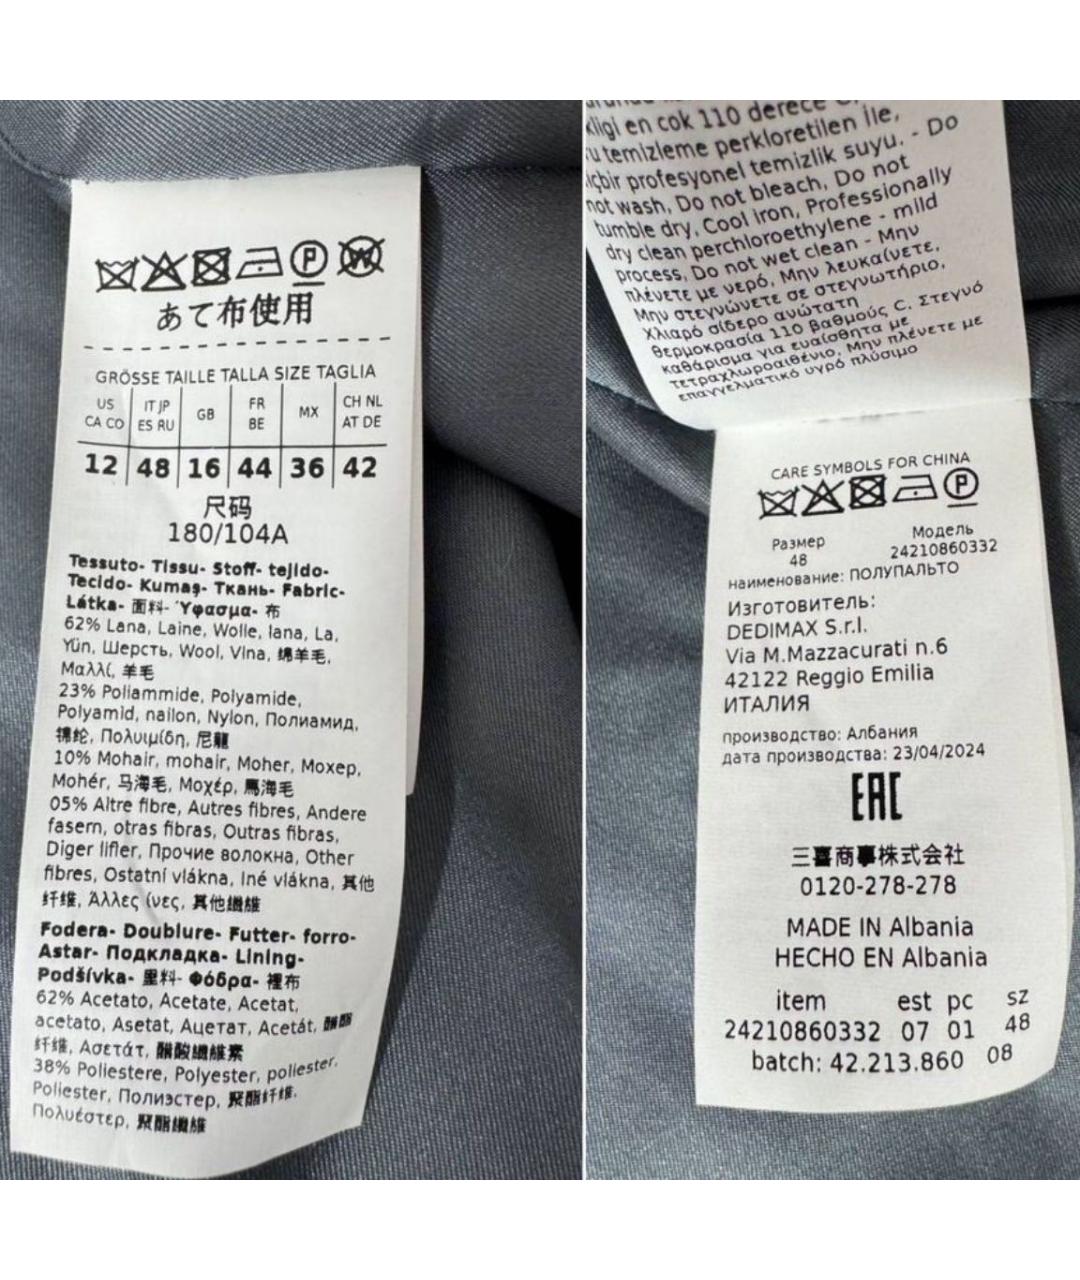 あて布使用
GRÖSSE TAILLE TALLA SIZE TAGLIA
US CA CO IT JP ES RU GB FR BE MX CH NL AT DE
12 48 16 44 36 42
尺码
180/104A
Tessuto- Tissu- Stoff- tejido-
Tecido- Kumaş- Ткань- Fabric-
Látka- 面料- Ύφασμα- 布
62% Lana, Laine, Wolle, lana, La,
Yün, Шерсть, Wool, Vlna, 绵羊毛,
Μαλλί, 羊毛
23% Poliammide, Polyamide,
Polyamid, nailon, Nylon, Полиамид,
锦纶, Πολυιμίδη, 尼龍
10% Mohair, mohair, Moher, Мохер,
Mohér, 马海毛, Μοχέρ, 馬海毛
05% Altre fibre, Autres fibres, Andere
fasern, otras fibras, Outras fibras,
Diger lifler, Прочие волокна, Other
fibres, Ostatní vlákna, Iné vlákna, 其他
纤维, Άλλες ίνες, 其他纖維
Fodera- Doublure- Futter- forro-
Astar- Подкладка- Lining-
Podšívka- 里料- Φόδρα- 裡布
62% Acetato, Acetate, Acetat,
acetato, Asetat, Ацетат, Acetát, 醋酯
纤维, Ασετάτ, 醋酸纖維素
38% Poliestere, Polyester, poliester,
Poliester, Полиэстер, 聚酯纤维,
Πολυέστερ, 聚酯纖維
kligi en cok 110 derece
u temizleme perkloretilen ile,
içbir profesyonel temizlik suyu. - Do
not wash, Do not bleach, Do not
tumble dry, Cool iron, Professionally
dry clean perchloroethylene - mild
process, Do not wet clean - Μην
πλένετε με νερό, Μην λευκαίνετε,
Μην στεγνώνετε σε στεγνωτήριο,
Χλιαρό σίδερο ανώτατη
θερμοκρασία 110 βαθμούς C. Στεγνό
καθάρισμα για ευαίσθητα με
τετραχλωροαιθένιο, Μην πλένετε με
επαγγελματικό υγρό πλύσιμο
CARE SYMBOLS FOR CHINA
Размер Модель
48 24210860332
наименование: ПОЛУПАЛЬТО
Изготовитель:
DEDIMAX S.r.l.
Via M.Mazzacurati n.6
42122 Reggio Emilia
ИТАЛИЯ
производство: Албания
дата производства: 23/04/2024
EAC
三喜商事株式会社
0120-278-278
MADE IN Albania
HECHO EN Albania
item est pc sz
24210860332 07 01 48
batch: 42.213.860 08